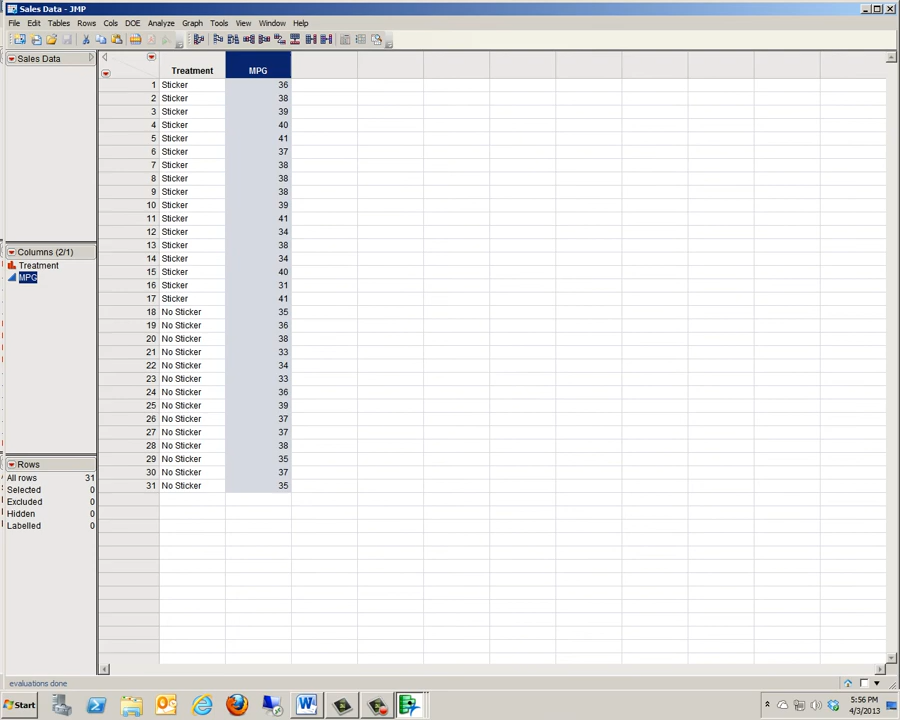 Sales Data - JMP
File Edit Tables Rows Cols DOE Analyze Graph Tools View Window Help
Sales Data
Treatment MPG
1 Sticker 36
2 Sticker 38
3 Sticker 39
4 Sticker 40
5 Sticker 41
6 Sticker 37
7 Sticker 38
8 Sticker 38
9 Sticker 38
10 Sticker 39
11 Sticker 41
12 Sticker 34
13 Sticker 38
14 Sticker 34
15 Sticker 40
16 Sticker 31
17 Sticker 41
18 No Sticker 35
19 No Sticker 36
20 No Sticker 38
21 No Sticker 33
22 No Sticker 34
23 No Sticker 33
24 No Sticker 36
25 No Sticker 39
26 No Sticker 37
27 No Sticker 37
28 No Sticker 38
29 No Sticker 35
30 No Sticker 37
31 No Sticker 35
Columns (2/1)
Treatment
MPG
Rows
All rows 31
Selected 0
Excluded 0
Hidden 0
Labelled 0
evaluations done
Start
5:56 PM
4/3/2013